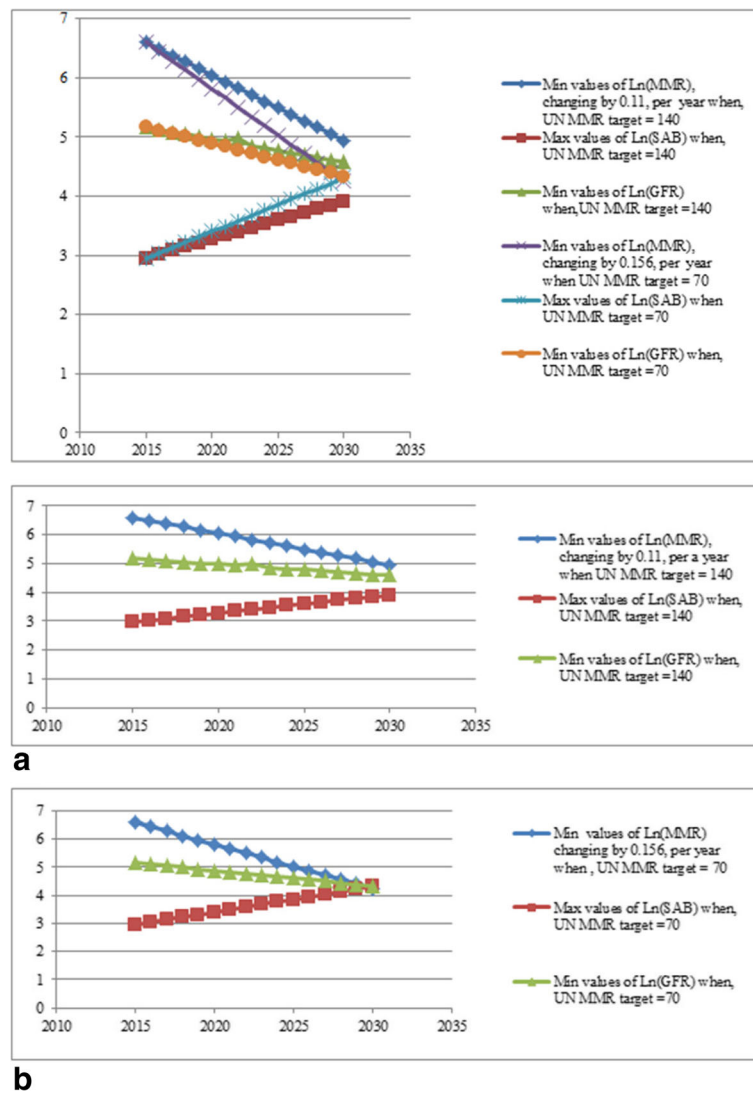 7
6
5
4
3
2
1
0
2010 2015 2020 2025 2030 2035
Min values of Ln(MMR),
changing by 0.11, per year when,
UN MMR target = 140
Max values of Ln(SAB) when,
UN MMR target =140
Min values of Ln(GFR)
when,UN MMR target =140
Min values of Ln(MMR),
changing by 0.156, per year
when UN MMR target = 70
Max values of Ln(SAB) when
UN MMR target =70
Min values of Ln(GFR) when,
UN MMR target =70
7
6
5
4
3
2
1
0
2010 2015 2020 2025 2030 2035
Min values of Ln(MMR),
changing by 0.11, per a year
when UN MMR target = 140
Max values of Ln(SAB) when,
UN MMR target =140
Min values of Ln(GFR) when,
UN MMR target =140
a
7
6
5
4
3
2
1
0
2010 2015 2020 2025 2030 2035
Min values of Ln(MMR)
changing by 0.156, per year
when , UN MMR target = 70
Max values of Ln(SAB) when,
UN MMR target =70
Min values of Ln(GFR) when,
UN MMR target =70
b